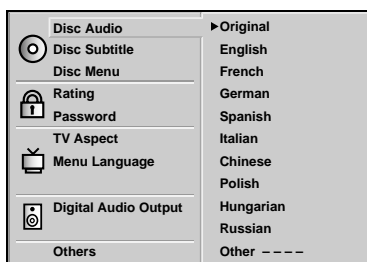 Disc Audio
Disc Subtitle
Disc Menu
Rating
Password
TV Aspect
Menu Language
Digital Audio Output
Others
Original
English
French
German
Spanish
Italian
Chinese
Polish
Hungarian
Russian
Other – – – –